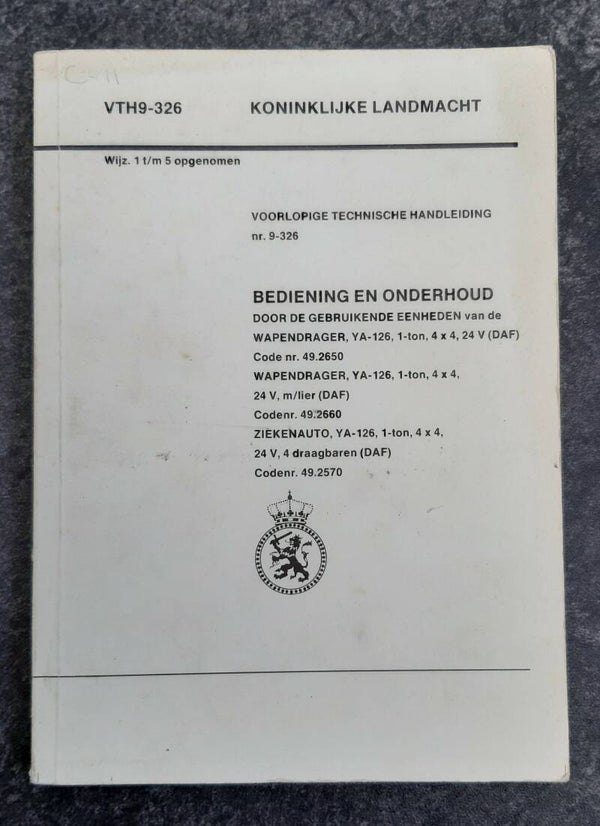 C-11
VTH9-326 KONINKLIJKE LANDMACHT
Wijz. 1 t/m 5 opgenomen
VOORLOPIGE TECHNISCHE HANDLEIDING
nr. 9-326
BEDIENING EN ONDERHOUD
DOOR DE GEBRUIKENDE EENHEDEN van de
WAPENDRAGER, YA-126, 1-ton, 4 x 4, 24 V (DAF)
Code nr. 49.2650
WAPENDRAGER, YA-126, 1-ton, 4 x 4,
24 V, m/lier (DAF)
Codenr. 49.2660
ZIEKENAUTO, YA-126, 1-ton, 4 x 4,
24 V, 4 draagbaren (DAF)
Codenr. 49.2570